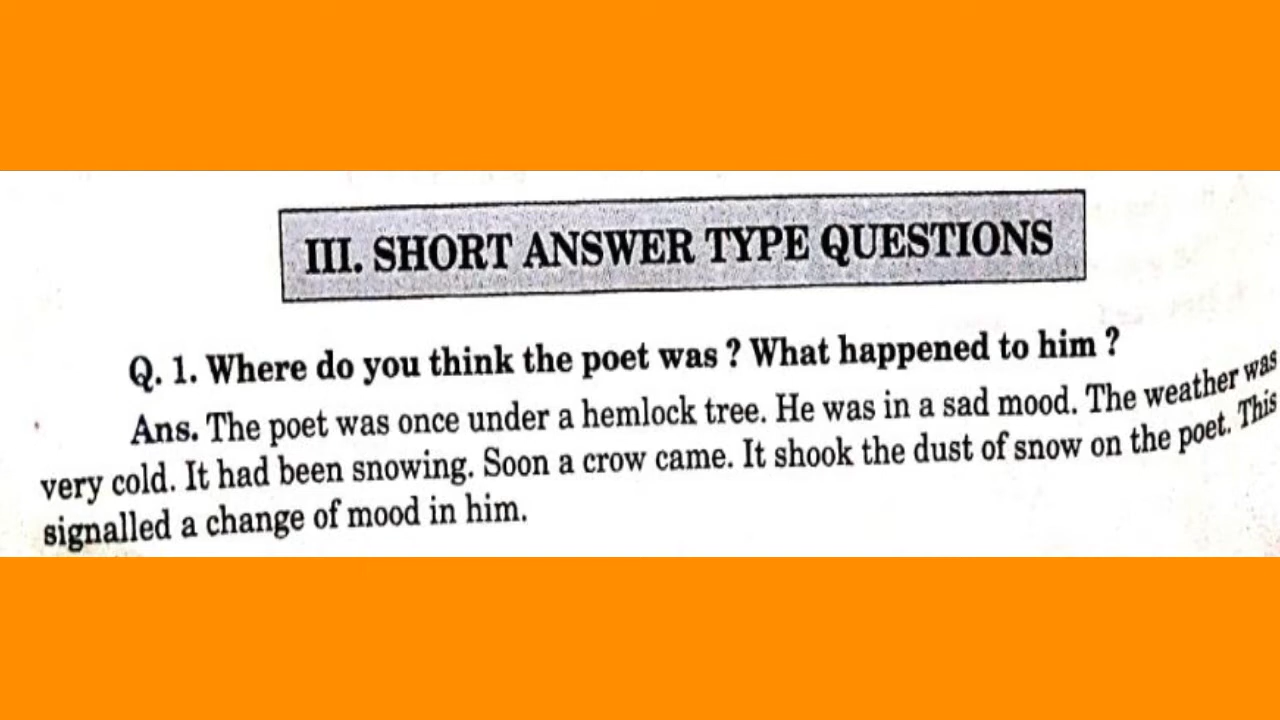 III. SHORT ANSWER TYPE QUESTIONS
Q. 1. Where do you think the poet was ? What happened to him ?
Ans. The poet was once under a hemlock tree. He was in a sad mood. The weather was
very cold. It had been snowing. Soon a crow came. It shook the dust of snow on the poet. This
signalled a change of mood in him.